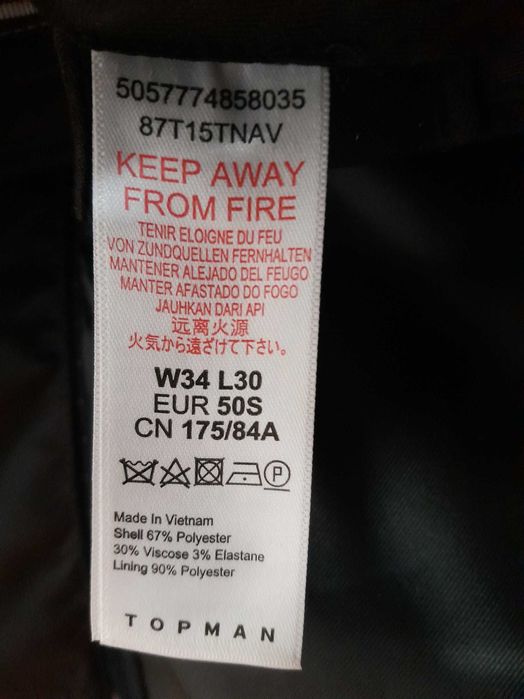 5057774858035
87T15TNAV
KEEP AWAY
FROM FIRE
TENIR ELOIGNE DU FEU
VON ZUNDQUELLEN FERNHALTEN
MANTENER ALEJADO DEL FEUGO
MANTER AFASTADO DO FOGO
JAUHKAN DARI API
远离火源
火気から遠ざけて下さい。
W34 L30
EUR 50S
CN 175/84A
P
Made In Vietnam
Shell 67% Polyester
30% Viscose 3% Elastane
Lining 90% Polyester
TOPMAN